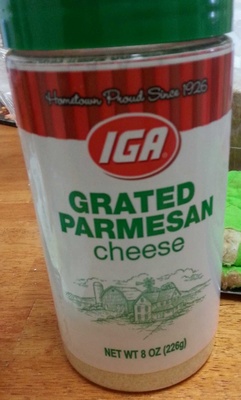 Hometown Proud Since 1926
IGA
GRATED
PARMESAN
cheese
NET WT 8 OZ (226g)